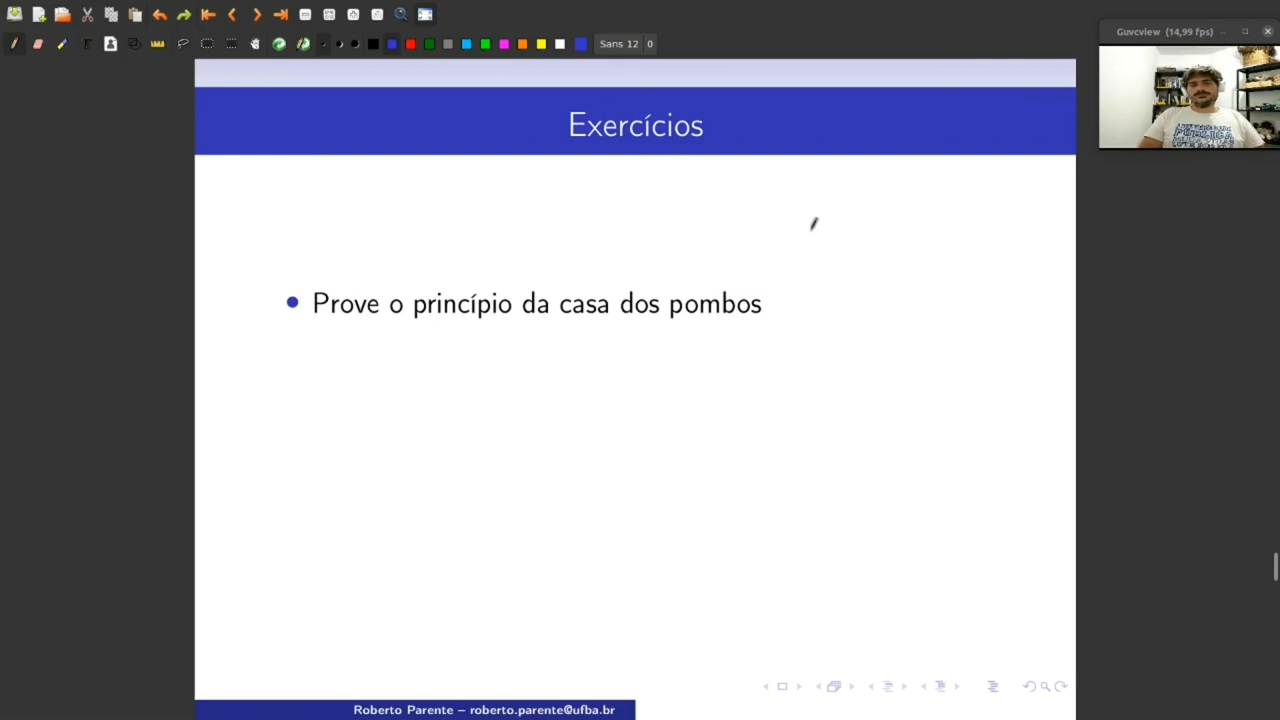 Sans 12 0
Guvcview (14,99 fps)
PÚBLICA
Exercícios
Prove o princípio da casa dos pombos
Roberto Parente – roberto.parente@ufba.br